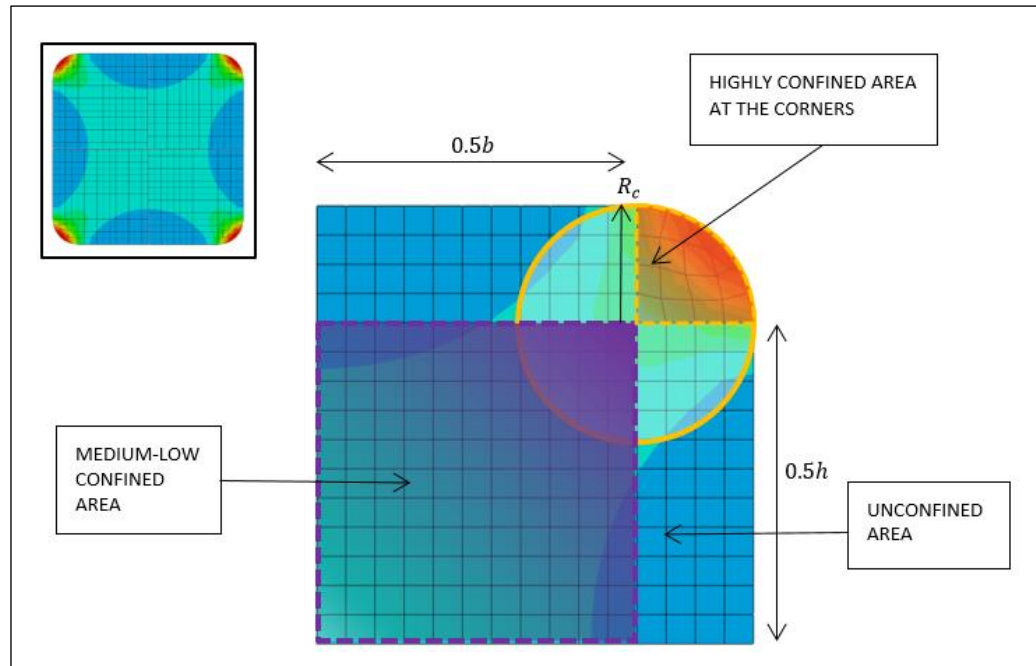 HIGHLY CONFINED AREA
AT THE CORNERS
0.5b
R_c
MEDIUM-LOW
CONFINED
AREA
0.5h
UNCONFINED
AREA